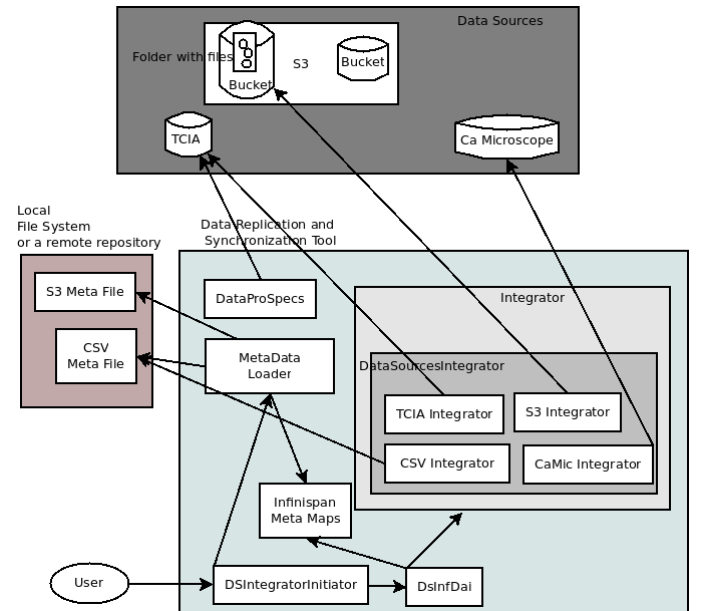 Data Sources
Folder with files
S3
Bucket
Bucket
TCIA
Ca Microscope
Local
File System
or a remote repository
Data Replication and
Synchronization Tool
S3 Meta File
CSV
Meta File
DataProSpecs
MetaData
Loader
Integrator
DataSourcesIntegrator
TCIA Integrator
S3 Integrator
CSV Integrator
CaMic Integrator
Infinispan
Meta Maps
User
DSIntegratorInitiator
DsInfDai